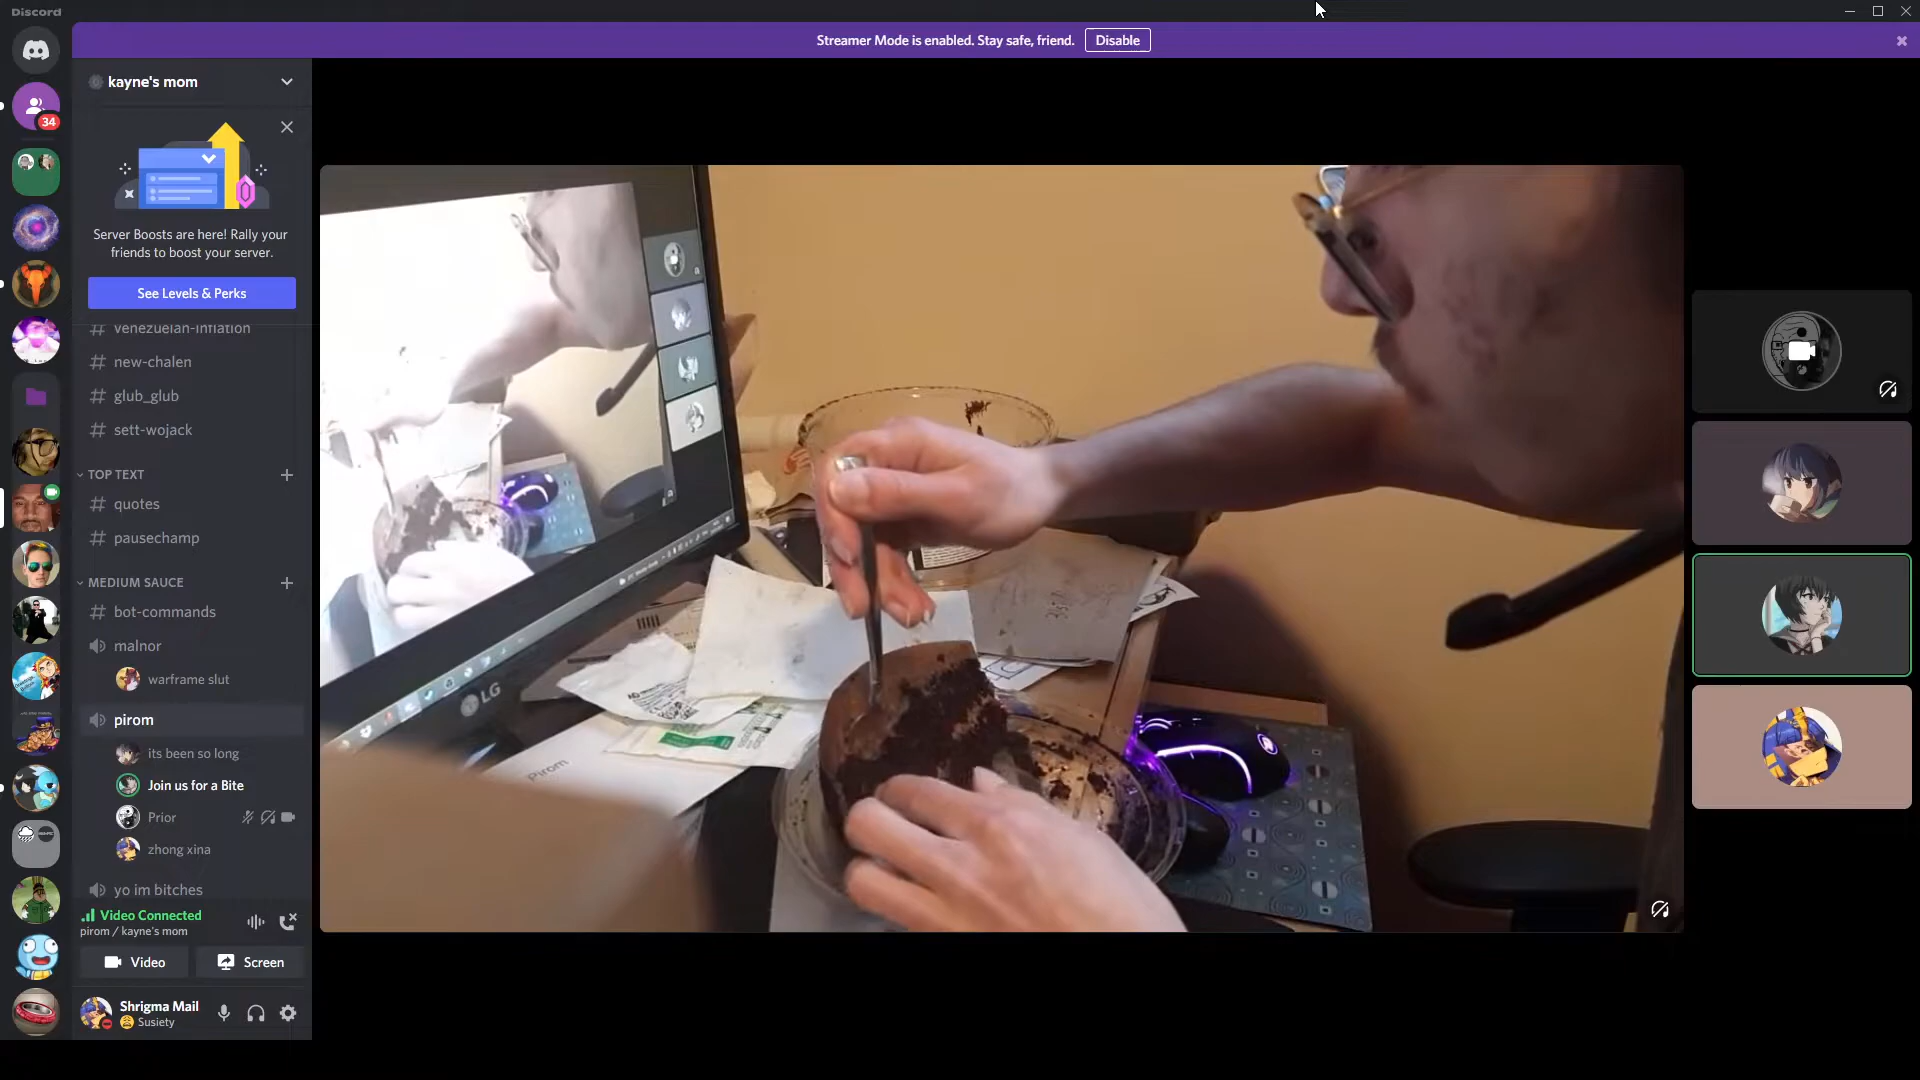 Discord
Streamer Mode is enabled. Stay safe, friend.
Disable
kayne's mom
34
Server Boosts are here! Rally your
friends to boost your server.
See Levels & Perks
venezuelan-inflation
new-chalen
glub_glub
sett-wojack
TOP TEXT
quotes
pausechamp
MEDIUM SAUCE
bot-commands
malnor
warframe slut
pirom
its been so long
Join us for a Bite
Prior
zhong xina
yo im bitches
Video Connected
pirom / kayne's mom
Video
Screen
Shrigma Mail
Susiety
LG
Pirom